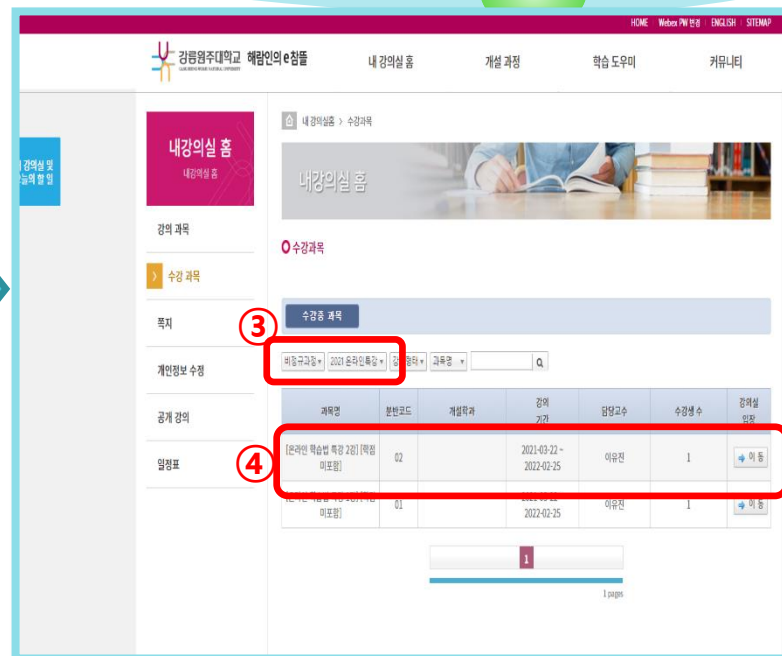 HOME Webex PW 변경 ENGLISH SITEMAP
강릉원주대학교 해람인의 e참뜰
내 강의실 홈 개설 과정 학습 도우미 커뮤니티
강의실 및
늘의 할 일
내강의실 홈
내강의실 홈
강의 과목
수강 과목
쪽지
개인정보 수정
공개 강의
일정표
내 강의실홈 > 수강과목
내강의실 홈
수강과목
수강중 과목
③
비정규과정 2021 온라인특강 과목명
과목명 분반코드 개설학과 강의 기간 담당교수 수강생 수 강의실 입장
④
[온라인 학습법 특강 2강] [학점
미포함]
02 2021-03-22 ~
2022-02-25
이유진 1 이 동
미포함]
01
2022-02-25
이유진 1 이 동
1
1 pages